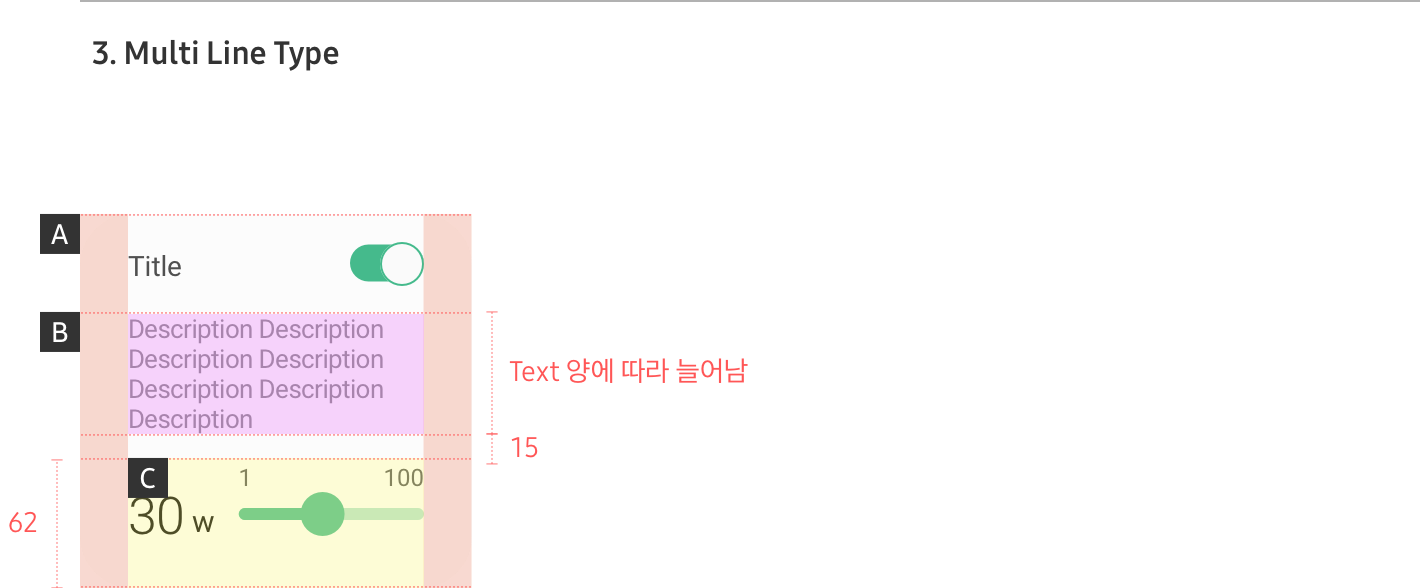 3. Multi Line Type
A
Title
B
Description Description
Description Description
Description Description
Description
Text 양에 따라 늘어남
15
C
1
100
30 w
62